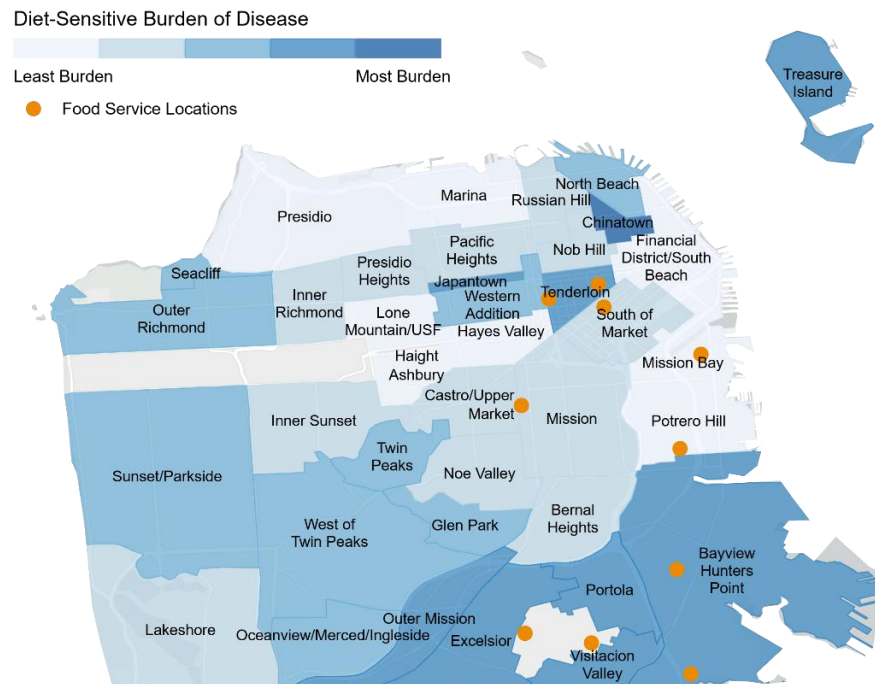 Diet-Sensitive Burden of Disease
Least Burden
Most Burden
Food Service Locations
Treasure
Island
North Beach
Marina
Russian Hill
Presidio
Chinatown
Pacific
Heights
Nob Hill
Financial
District/South
Beach
Presidio
Heights
Seacliff
Japantown
Tenderloin
Inner
Richmond
Western
Addition
Outer
Richmond
Lone
Mountain/USF
Hayes Valley
South of
Market
Haight
Ashbury
Mission Bay
Castro/Upper
Market
Inner Sunset
Mission
Potrero Hill
Twin
Peaks
Sunset/Parkside
Noe Valley
West of
Twin Peaks
Glen Park
Bernal
Heights
Bayview
Hunters
Point
Portola
Outer Mission
Lakeshore
Oceanview/Merced/Ingleside
Excelsior
Visitacion
Valley